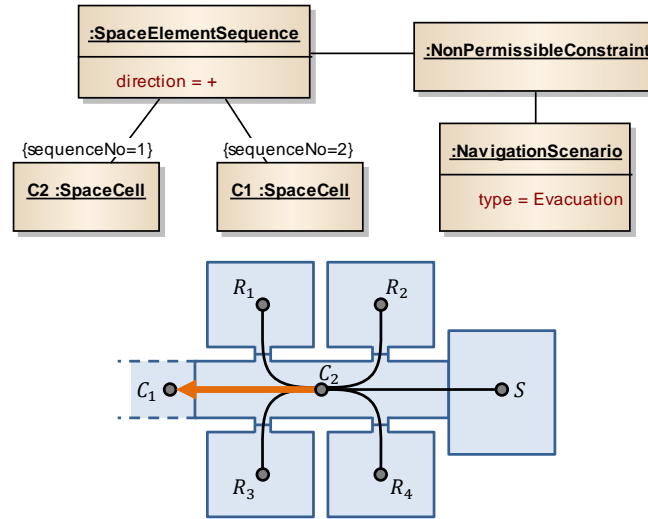 :SpaceElementSequence
direction = +
:NonPermissibleConstraint
{sequenceNo=1}
{sequenceNo=2}
C2 :SpaceCell
C1 :SpaceCell
:NavigationScenario
type = Evacuation
R1
R2
C1
C2
S
R3
R4